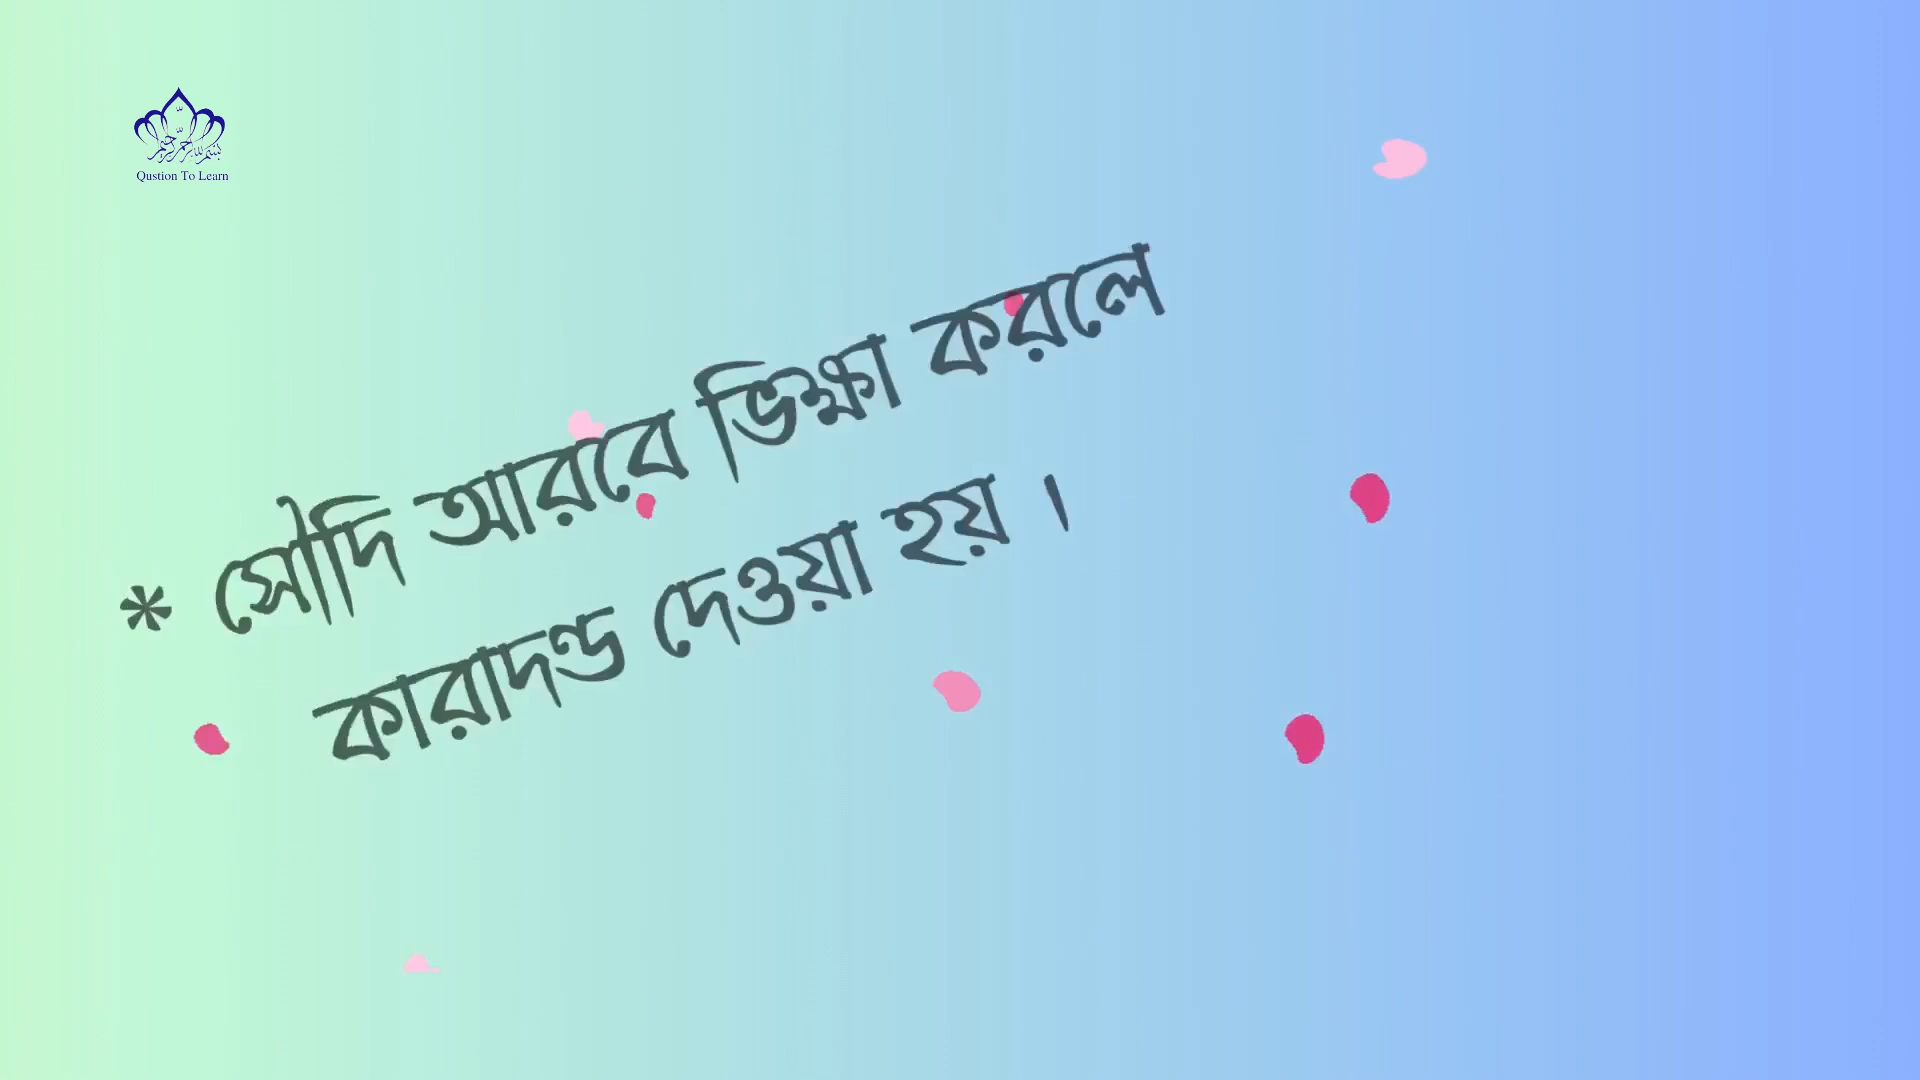 Qustion To Learn
* সৌদি আরবে ভিক্ষা করলে
কারাদণ্ড দেওয়া হয় ।